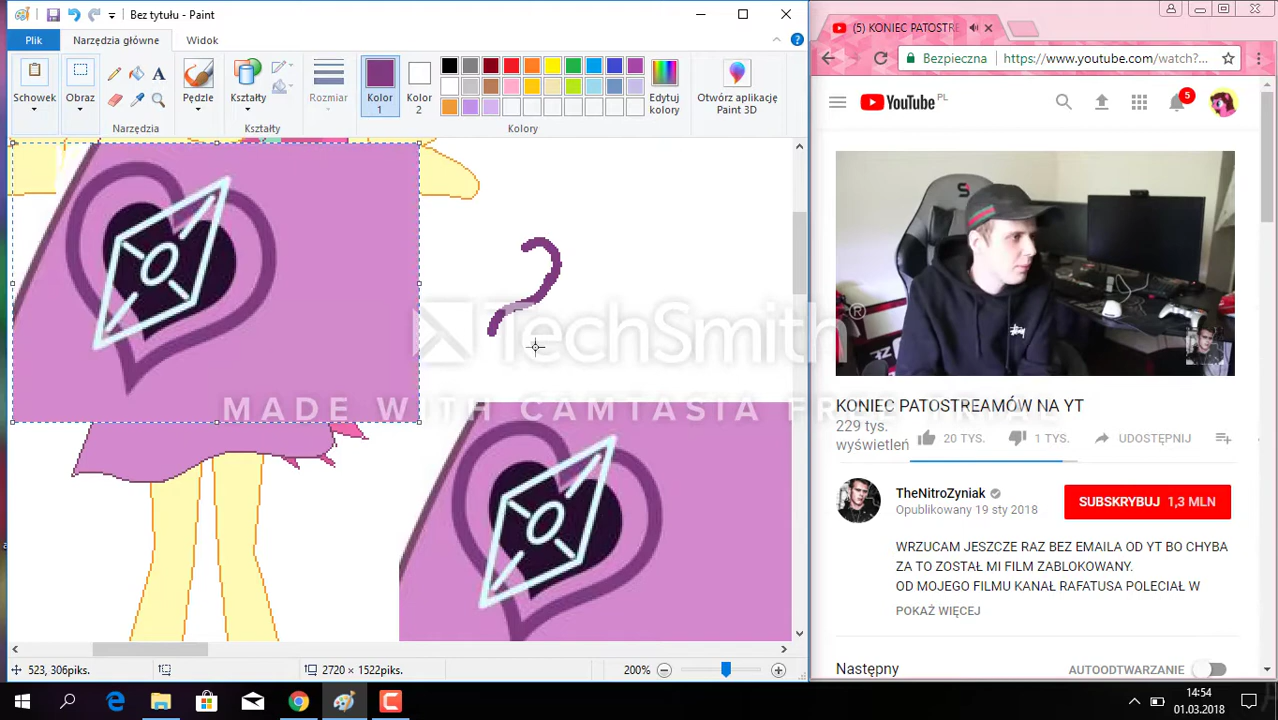 Bez tytułu - Paint
Plik
Narzędzia główne
Widok
Schowek
Obraz
Narzędzia
Pędzle
Kształty
Kształty
Rozmiar
Kolor 1
Kolor 2
Kolory
Edytuj kolory
Otwórz aplikację Paint 3D
TechSmith®
MADE WITH CAMTASIA FREE
523, 306piks.
2720 × 1522piks.
200%
(5) KONIEC PATOSTRE
Bezpieczna
https://www.youtube.com/watch?...
YouTube PL
5
KONIEC PATOSTREAMÓW NA YT
229 tys.
wyświetleń
20 TYS.
1 TYS.
UDOSTĘPNIJ
TheNitroZyniak
Opublikowany 19 sty 2018
SUBSKRYBUJ 1,3 MLN
WRZUCAM JESZCZE RAZ BEZ EMAILA OD YT BO CHYBA
ZA TO ZOSTAŁ MI FILM ZABLOKOWANY.
OD MOJEGO FILMU KANAŁ RAFATUSA POLECIAŁ W
POKAŻ WIĘCEJ
Następny
AUTOODTWARZANIE
14:54
01.03.2018